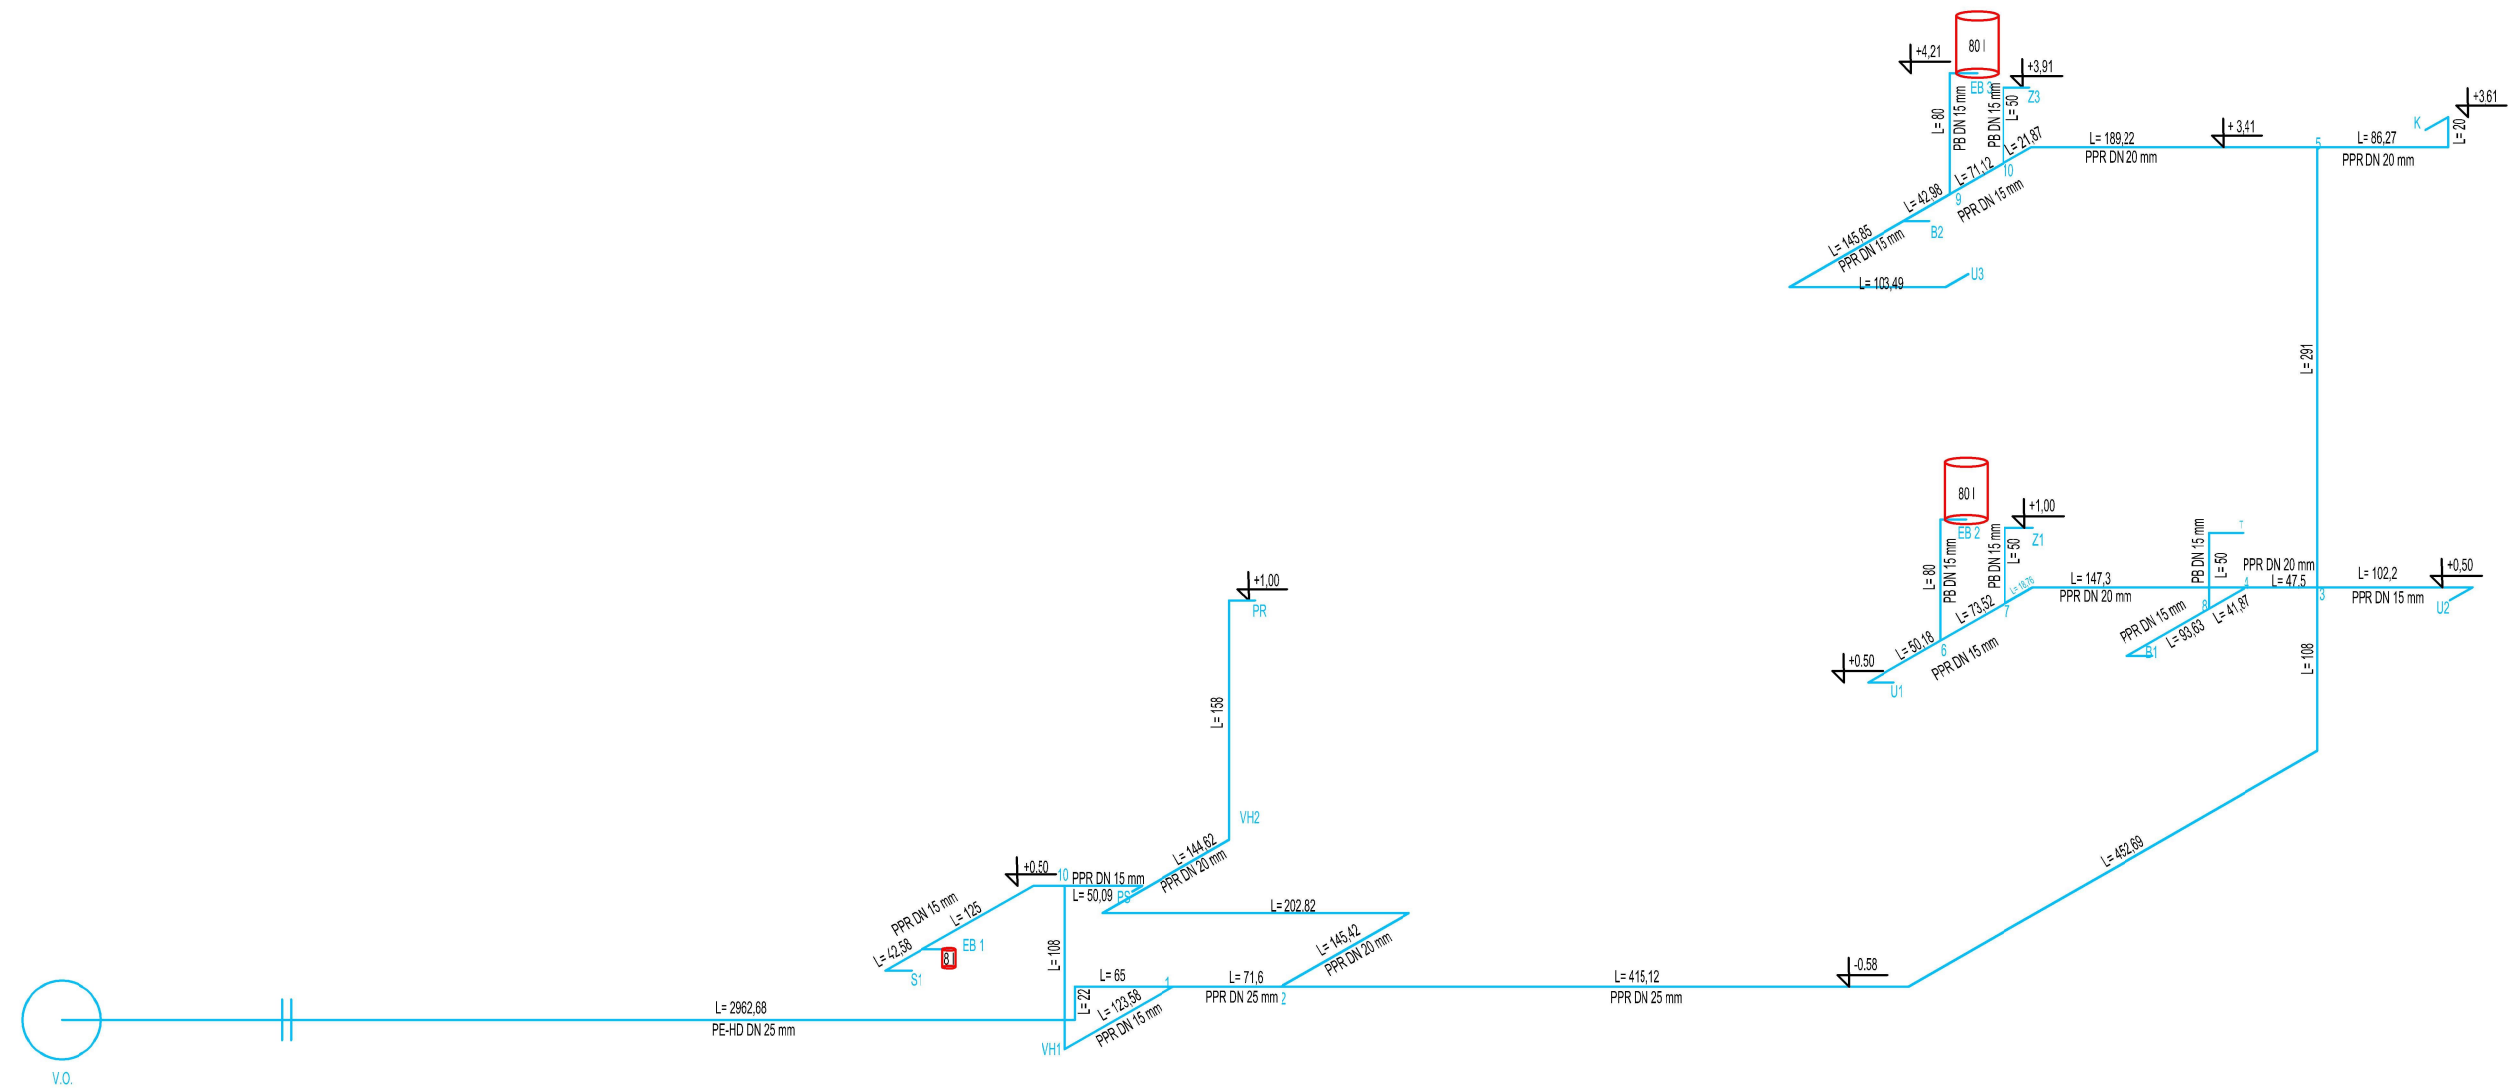 80 l
+4,21
+3,91
EB 3
Z3
L= 80
PB DN 15 mm
PB DN 15 mm
L= 50
+3.61
K
L= 20
L= 21,87
L= 189,22
PPR DN 20 mm
+ 3,41
5
L= 86,27
PPR DN 20 mm
L= 71,12
10
L= 42,98
9
PPR DN 15 mm
B2
L= 145,85
PPR DN 15 mm
L= 103,49
U3
L= 291
80 l
+1,00
EB 2
Z1
L= 80
PB DN 15 mm
PB DN 15 mm
L= 50
L= 18,76
L= 147,3
PPR DN 20 mm
PB DN 15 mm
L= 50
T
PPR DN 20 mm
4
L= 47,5
L= 102,2
PPR DN 15 mm
3
+0,50
U2
L= 73,52
7
L= 50,18
6
PPR DN 15 mm
+0.50
U1
8
PPR DN 15 mm
L= 93,63
L= 41,87
B1
L= 108
+1,00
PR
L= 158
VH2
L= 144,62
PPR DN 20 mm
+0.50
10
PPR DN 15 mm
L= 50,09
PS
PPR DN 15 mm
L= 125
L= 42,58
EB 1
8 l
S1
L= 108
L= 202,82
L= 145,42
PPR DN 20 mm
L= 452,69
L= 65
1
L= 71,6
PPR DN 25 mm
2
L= 415,12
PPR DN 25 mm
-0.58
L= 22
L= 123,58
PPR DN 15 mm
VH1
L= 2962,68
PE-HD DN 25 mm
V.O.